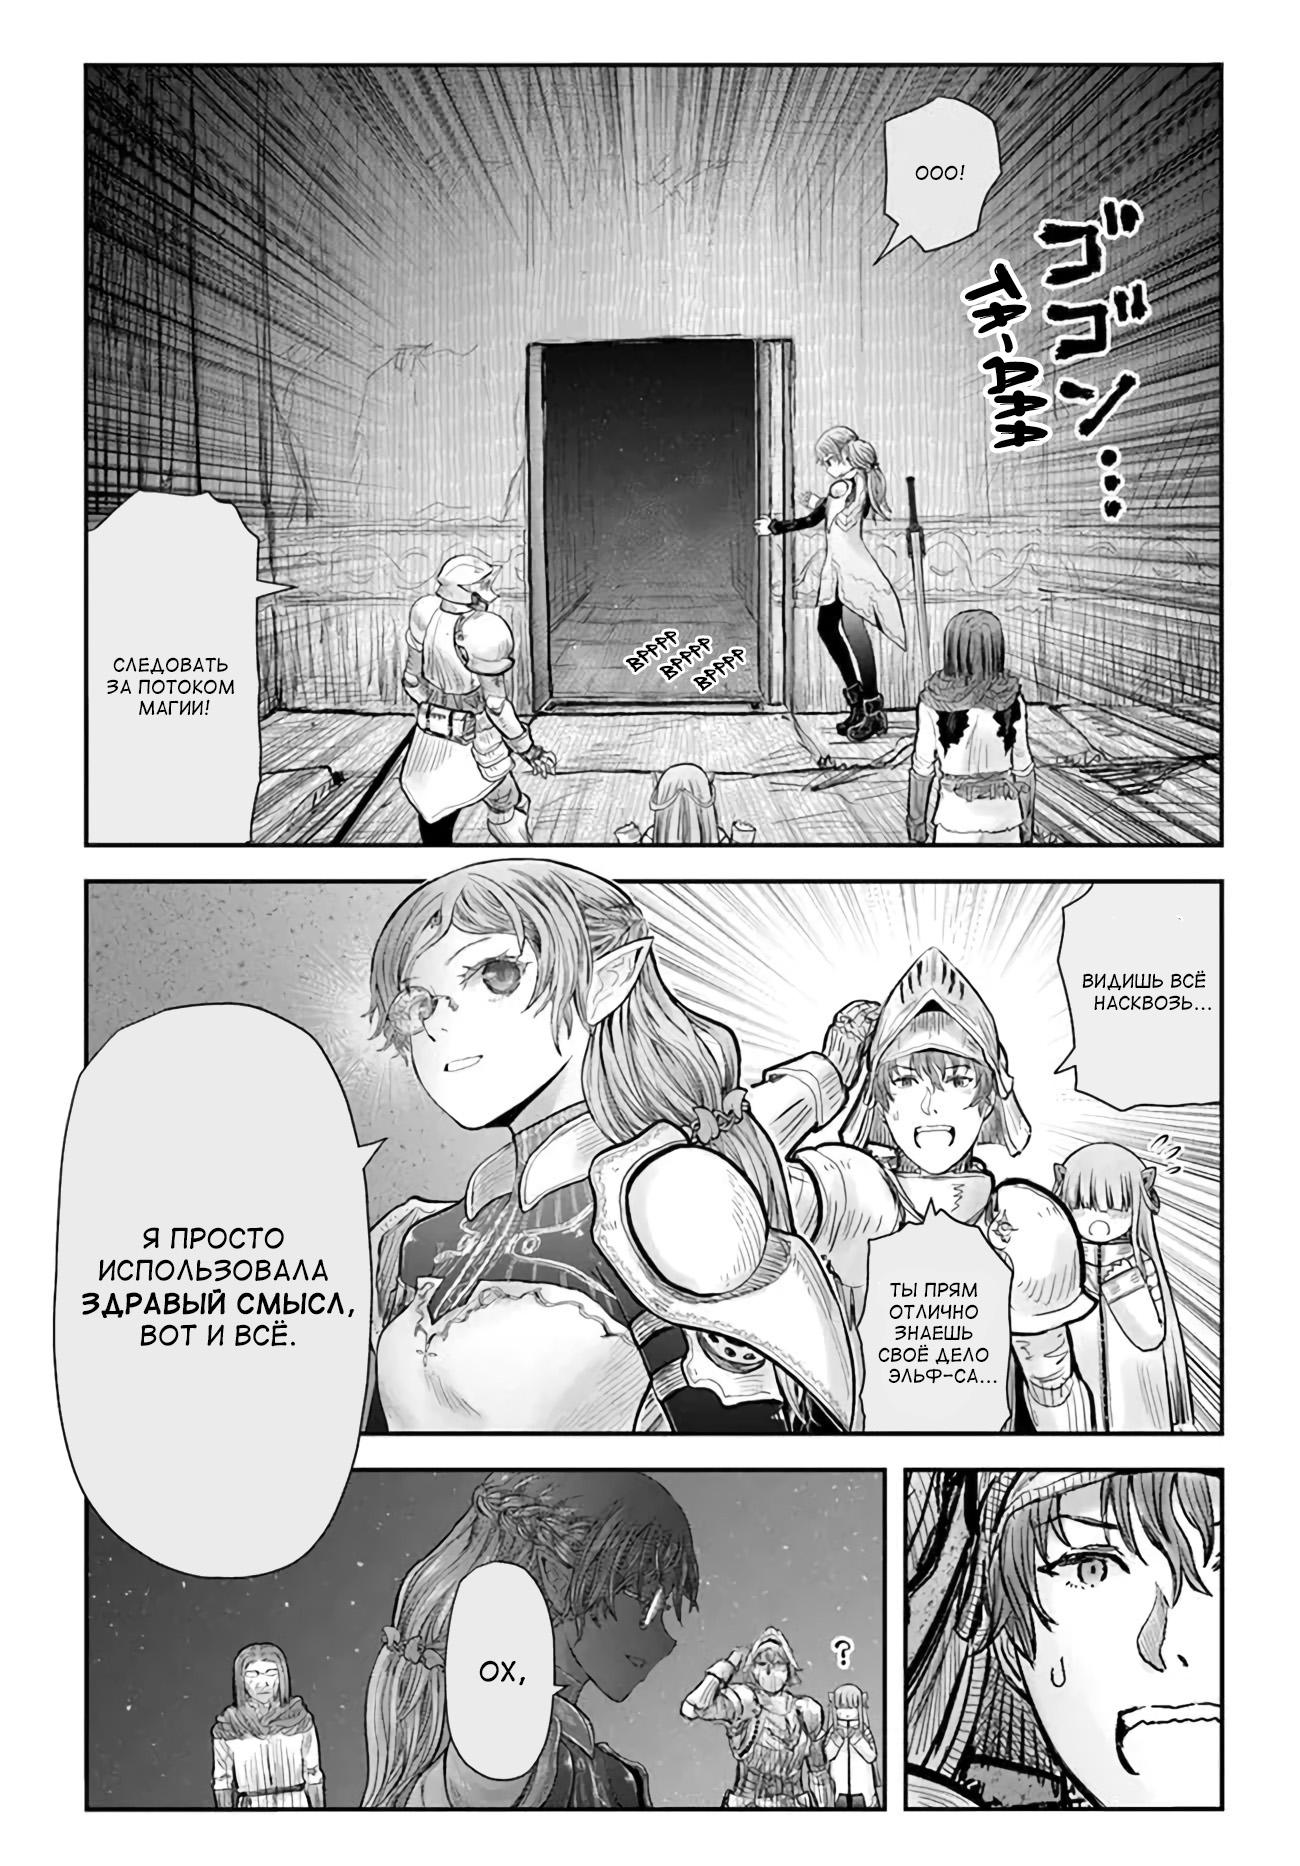 ООО!
ゴゴン…
ТА-ДАА
СЛЕДОВАТЬ
ЗА ПОТОКОМ
МАГИИ!
ВРРРР
ВРРРР
ВРРРР
ВИДИШЬ ВСЁ
НАСКВОЗЬ...
ТЫ ПРЯМ
ОТЛИЧНО
ЗНАЕШЬ
СВОЁ ДЕЛО
ЭЛЬФ-СА...
Я ПРОСТО
ИСПОЛЬЗОВАЛА
ЗДРАВЫЙ СМЫСЛ,
ВОТ И ВСЁ.
ОХ,
?